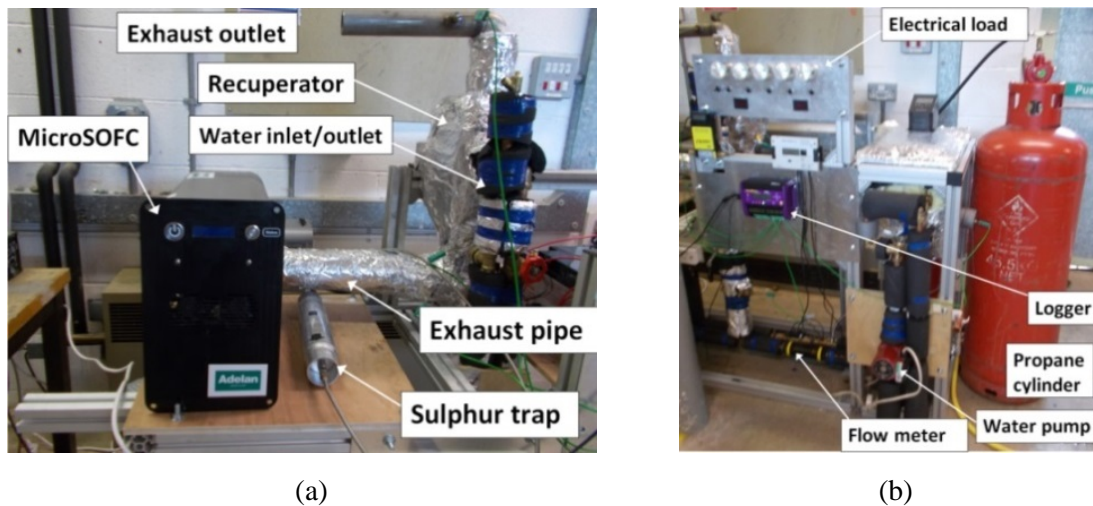 Exhaust outlet
Recuperator
Water inlet/outlet
MicroSOFC
Exhaust pipe
Sulphur trap
Adelan
(a)
Electrical load
Logger
Propane
cylinder
Water pump
Flow meter
(b)